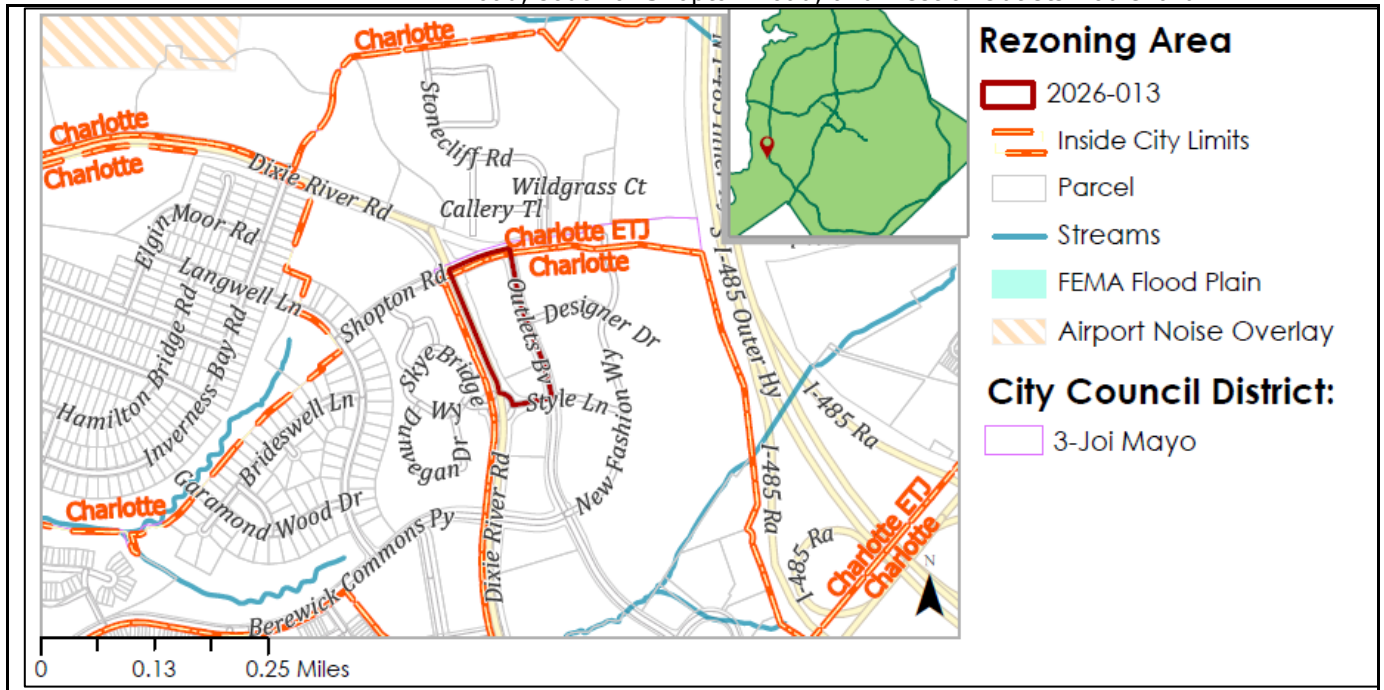 Charlotte
Charlotte
Charlotte
Stonecliff Rd
Dixie River Rd
Wildgrass Ct
Callery Tl
Moor Rd
Elgin
Charlotte ETJ
Charlotte
Langwell Ln
Shopton Rd
Outlets Bv
Designer Dr
S I-485 Outer Hy
Hamilton Bridge Rd
Inverness Bay Rd
Skye
Bridge
Wy
Dunvegan
Dr
Style Ln
New Fashion Wy
I-485 Ra
Brideswell Ln
Garamond Wood Dr
Charlotte
Dixie River Rd
I-485 Ra
I-485 Ra
Charlotte ETJ
Charlotte
Berewick Commons Py
N
0 0.13 0.25 Miles
Rezoning Area
2026-013
Inside City Limits
Parcel
Streams
FEMA Flood Plain
Airport Noise Overlay
City Council District:
3-Joi Mayo